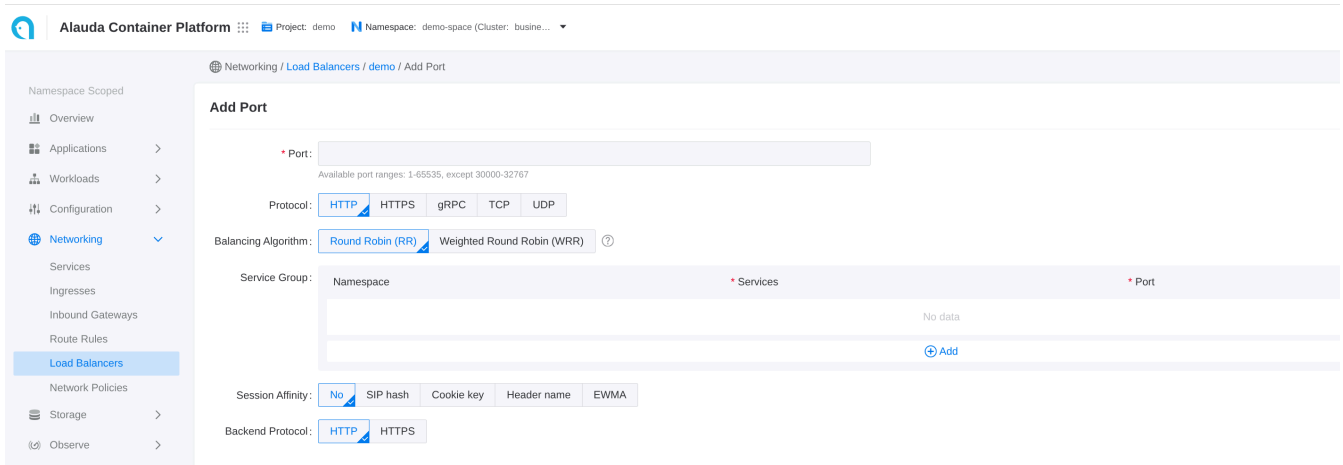 Alauda Container Platform Project: demo Namespace: demo-space (Cluster: busine...
Networking / Load Balancers / demo / Add Port
Namespace Scoped
Overview
Applications
Workloads
Configuration
Networking
Services
Ingresses
Inbound Gateways
Route Rules
Load Balancers
Network Policies
Storage
Observe
Add Port
* Port:
Available port ranges: 1-65535, except 30000-32767
Protocol: HTTP HTTPS gRPC TCP UDP
Balancing Algorithm: Round Robin (RR) Weighted Round Robin (WRR) ?
Service Group: Namespace * Services * Port
No data
Add
Session Affinity: No SIP hash Cookie key Header name EWMA
Backend Protocol: HTTP HTTPS